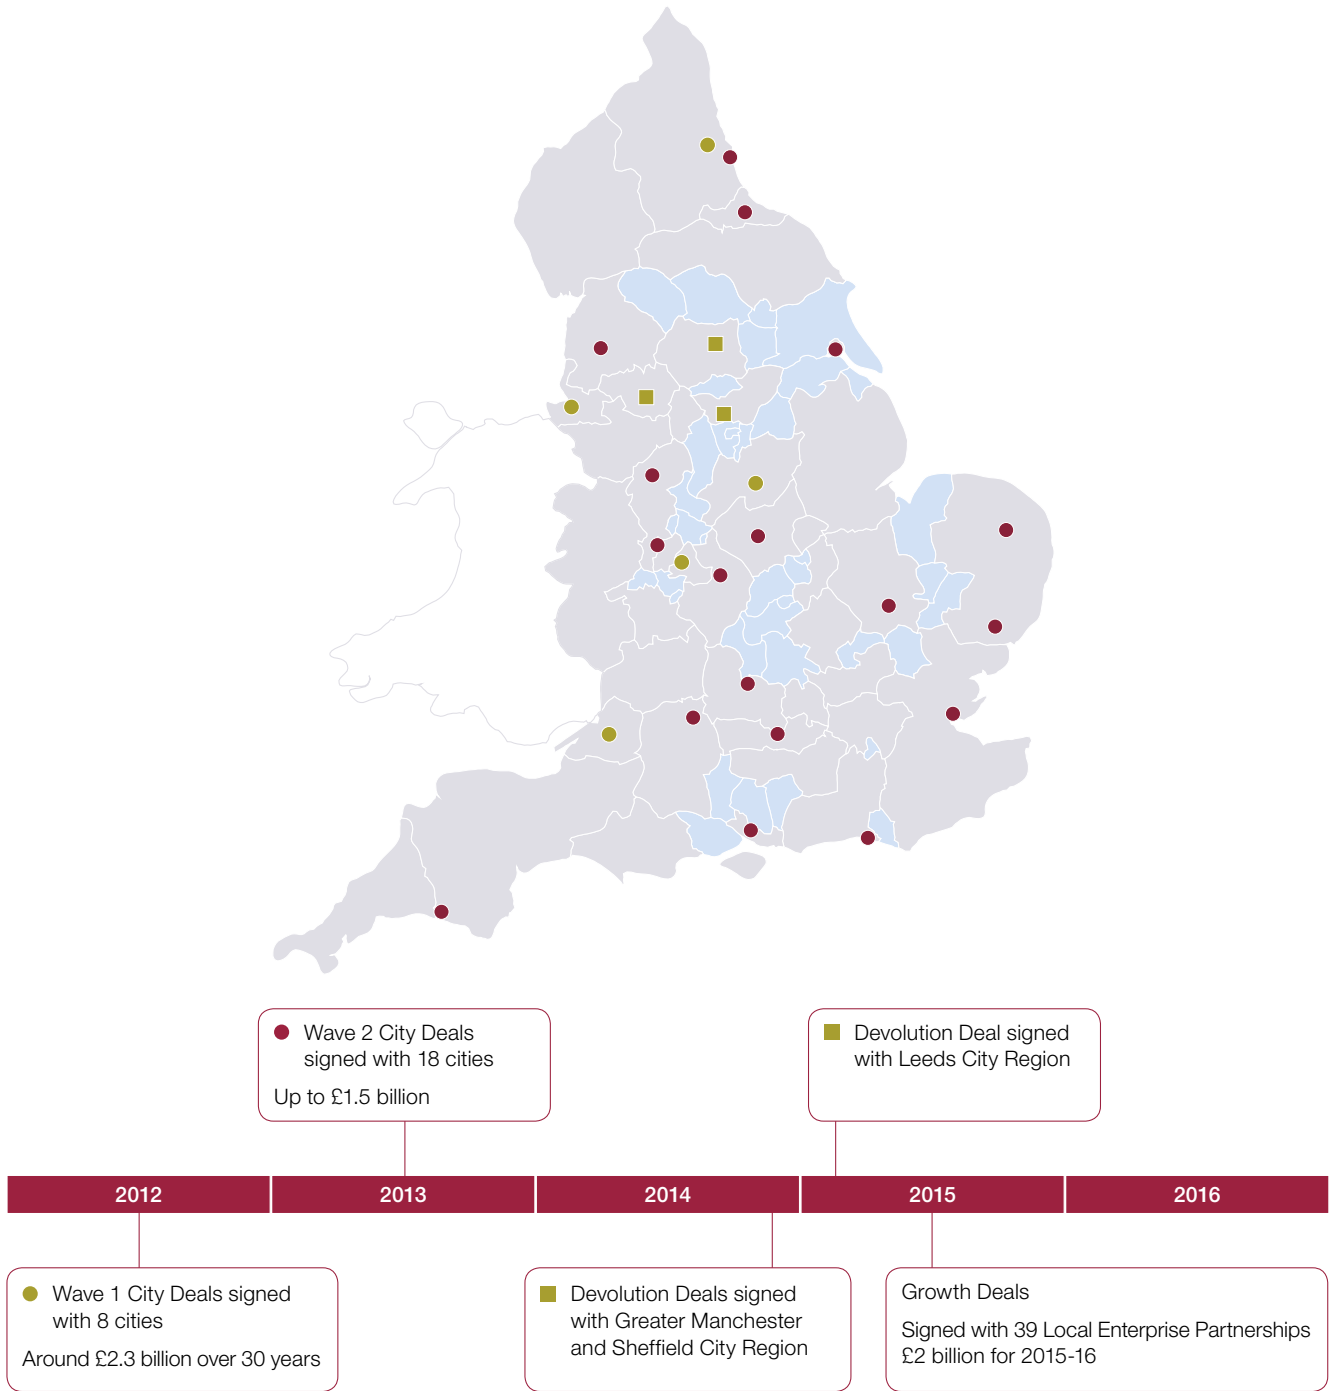 Wave 2 City Deals
signed with 18 cities
Up to £1.5 billion
Devolution Deal signed
with Leeds City Region
2012
2013
2014
2015
2016
Wave 1 City Deals signed
with 8 cities
Around £2.3 billion over 30 years
Devolution Deals signed
with Greater Manchester
and Sheffield City Region
Growth Deals
Signed with 39 Local Enterprise Partnerships
£2 billion for 2015-16